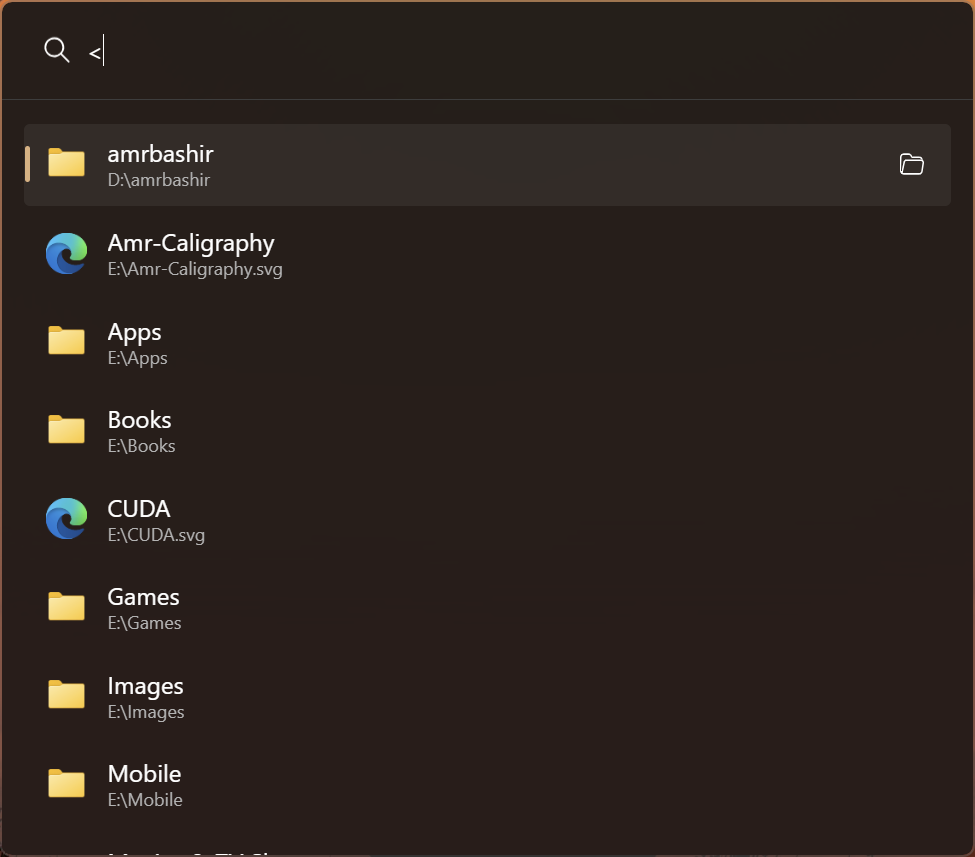 <
amrbashir
D:\amrbashir
Amr-Caligraphy
E:\Amr-Caligraphy.svg
Apps
E:\Apps
Books
E:\Books
CUDA
E:\CUDA.svg
Games
E:\Games
Images
E:\Images
Mobile
E:\Mobile